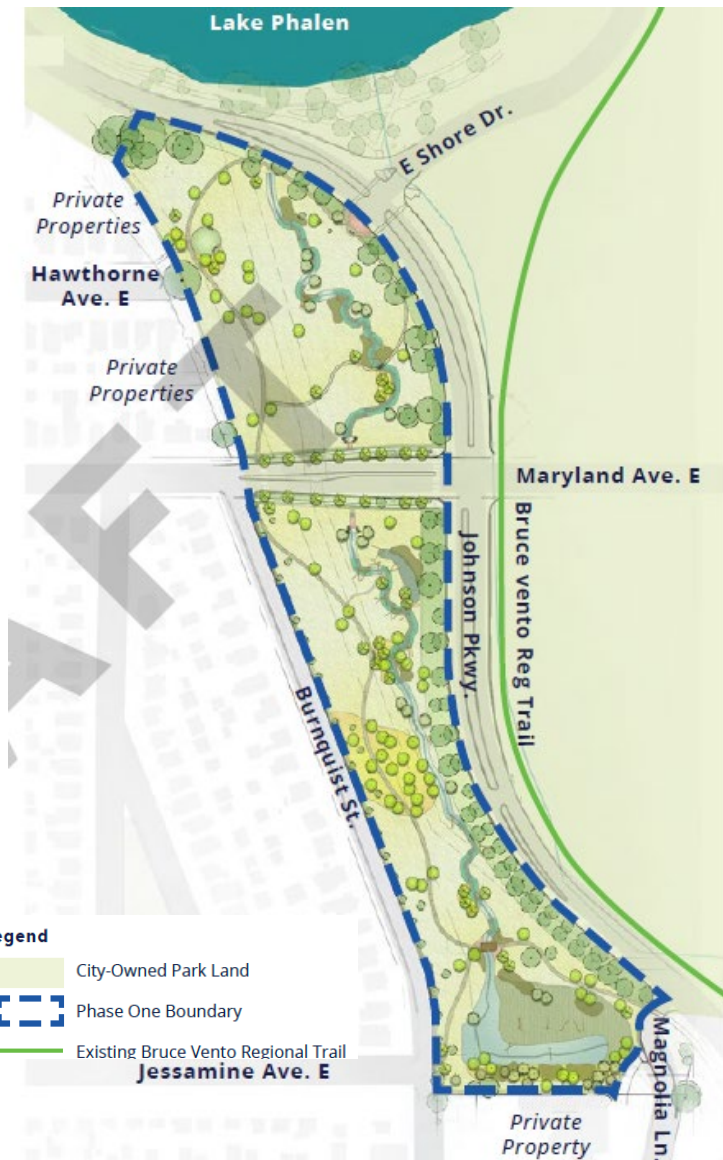 Lake Phalen
E Shore Dr.
Private
Properties
Hawthorne
Ave. E
Private
Properties
Maryland Ave. E
Johnson Pkwy.
Bruce vento Reg Trail
Burnquist St.
egend
City-Owned Park Land
Phase One Boundary
Existing Bruce Vento Regional Trail
Jessamine Ave. E
Magnolia Ln.
Private
Property
AFT